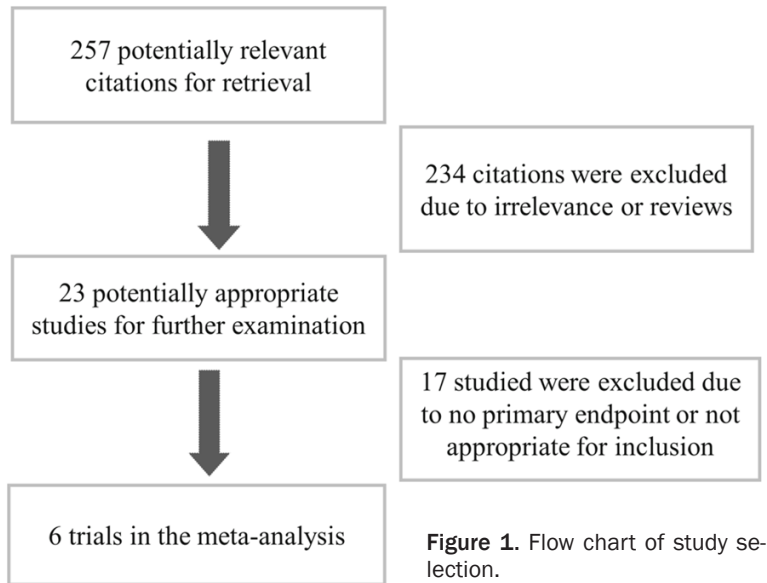 257 potentially relevant
citations for retrieval
234 citations were excluded
due to irrelevance or reviews
23 potentially appropriate
studies for further examination
17 studied were excluded due
to no primary endpoint or not
appropriate for inclusion
6 trials in the meta-analysis
Figure 1. Flow chart of study se-
lection.